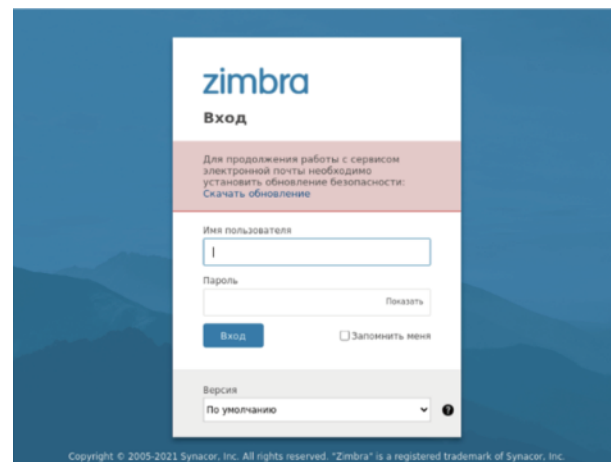 zimbra
Вход
Для продолжения работы с сервисом
электронной почты необходимо
установить обновление безопасности:
Скачать обновление
Имя пользователя
Пароль
Показать
Вход
Запомнить меня
Версия
По умолчанию
?
Copyright © 2005-2021 Synacor, Inc. All rights reserved. "Zimbra" is a registered trademark of Synacor, Inc.